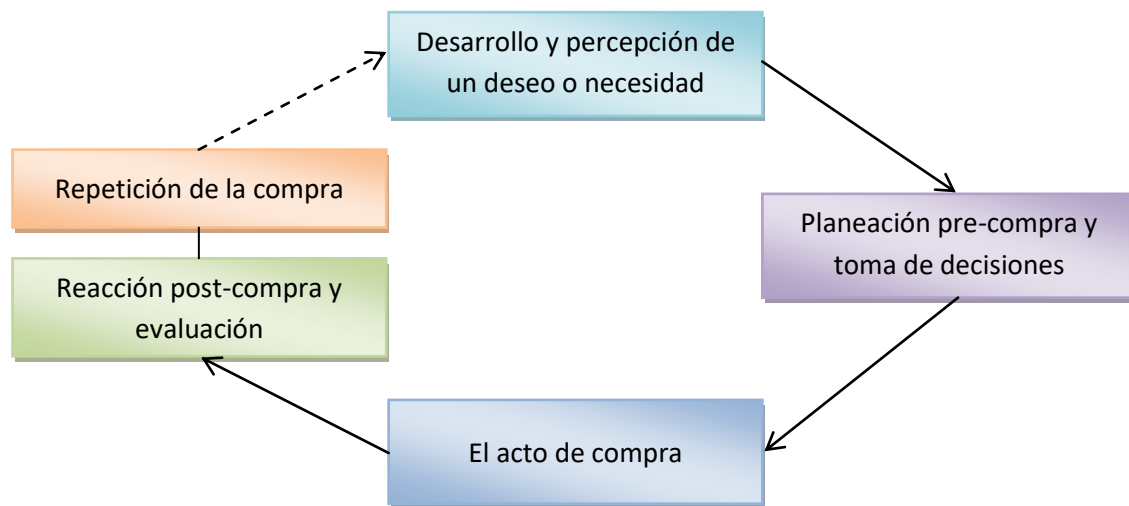 Desarrollo y percepción de
un deseo o necesidad
Repetición de la compra
Planeación pre-compra y
toma de decisiones
Reacción post-compra y
evaluación
El acto de compra